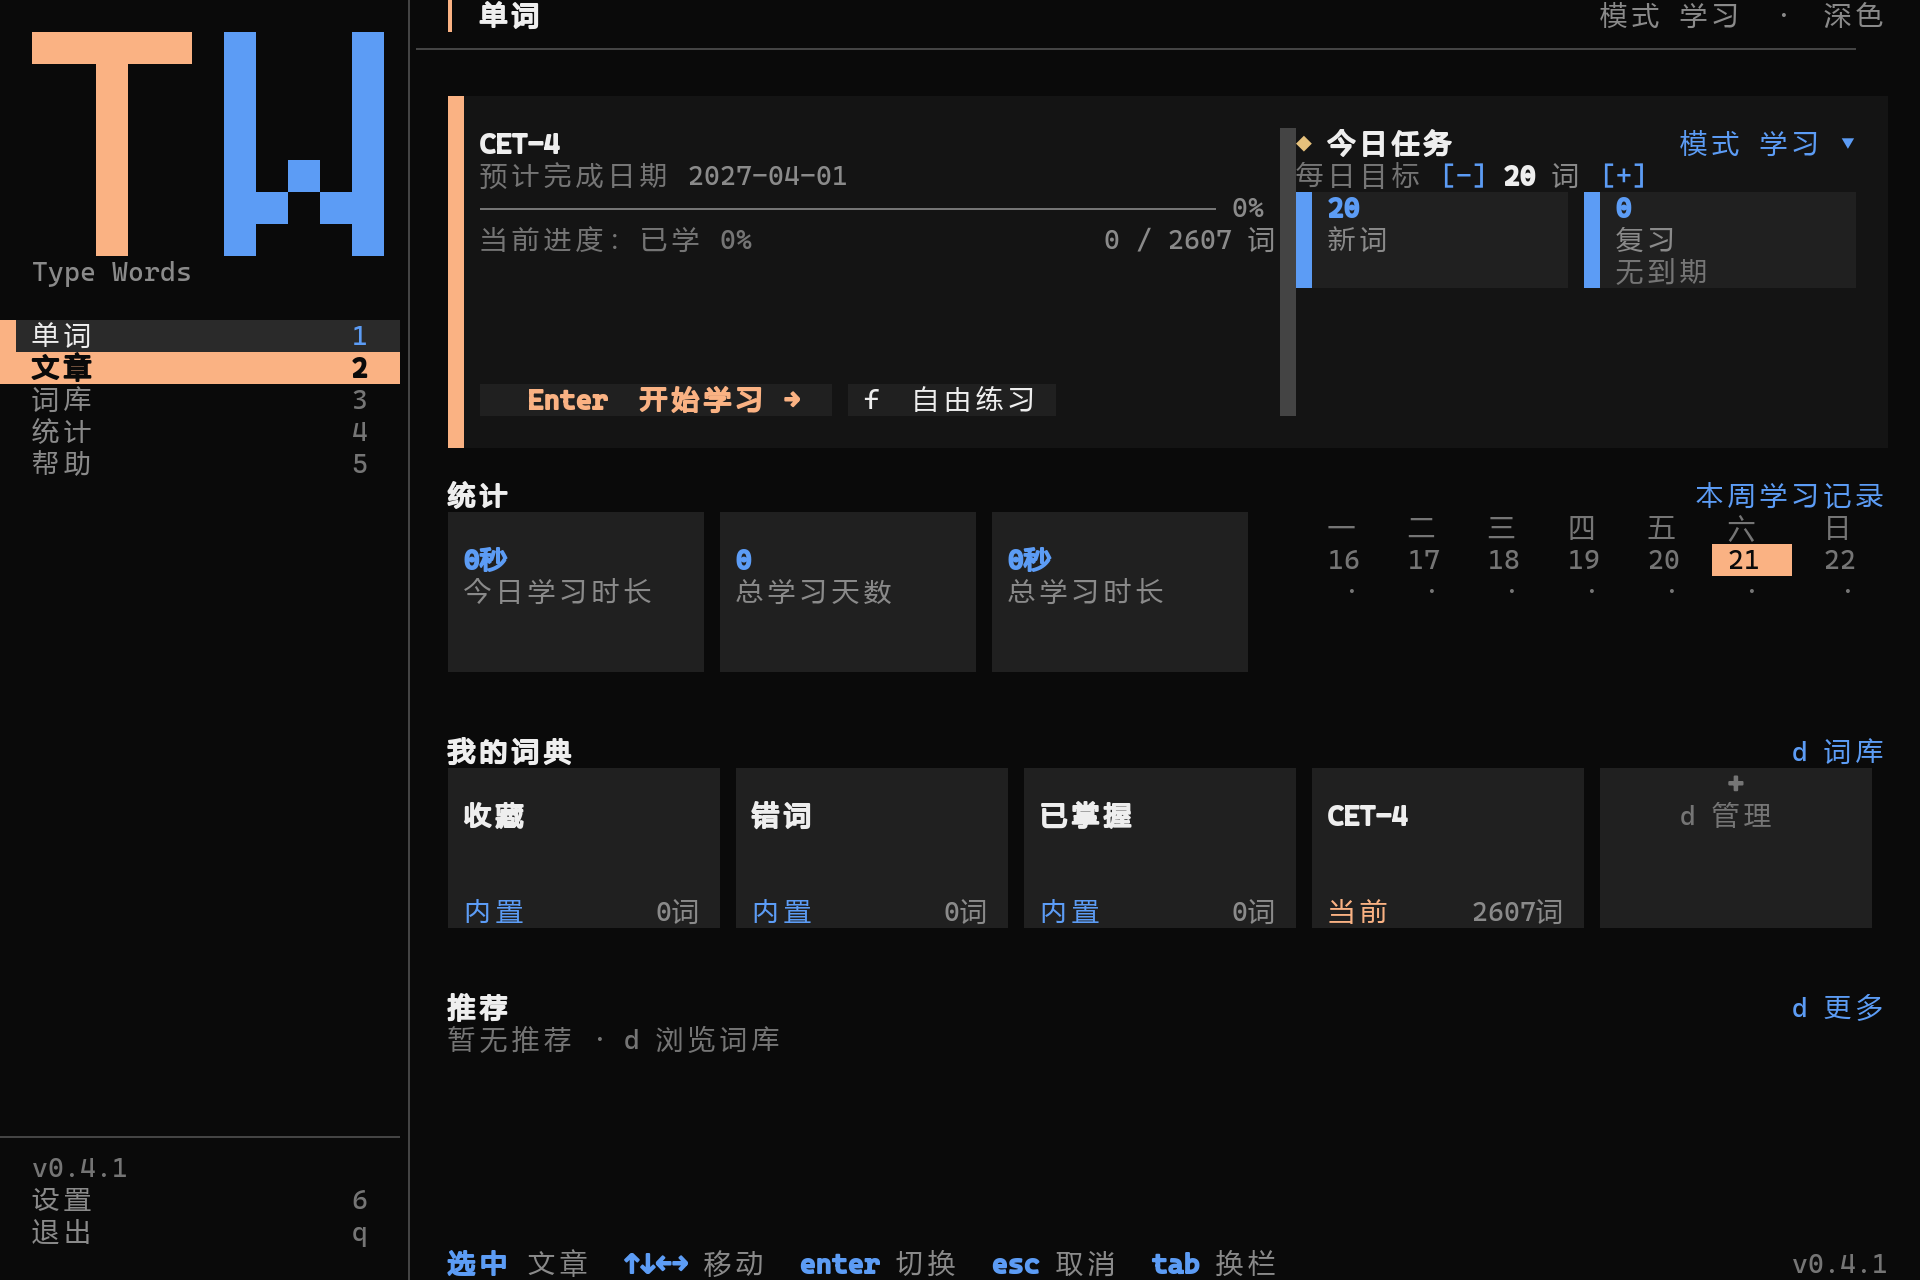 TW
Type Words
单词 1
文章 2
词库 3
统计 4
帮助 5
v0.4.1
设置 6
退出 q
单词 模式 学习 · 深色
CET-4
预计完成日期 2027-04-01
0%
当前进度: 已学 0% 0 / 2607 词
Enter 开始学习 → f 自由练习
◆ 今日任务 模式 学习 ▼
每日目标 [-] 20 词 [+]
20
新词
0
复习
无到期
统计
0秒
今日学习时长
0
总学习天数
0秒
总学习时长
本周学习记录
一 二 三 四 五 六 日
16 17 18 19 20 21 22
· · · · · · ·
我的词典 d 词库
收藏
内置 0词
错词
内置 0词
已掌握
内置 0词
CET-4
当前 2607词
+
d 管理
推荐 d 更多
暂无推荐 · d 浏览词库
选中 文章 ↑↓←→ 移动 enter 切换 esc 取消 tab 换栏 v0.4.1